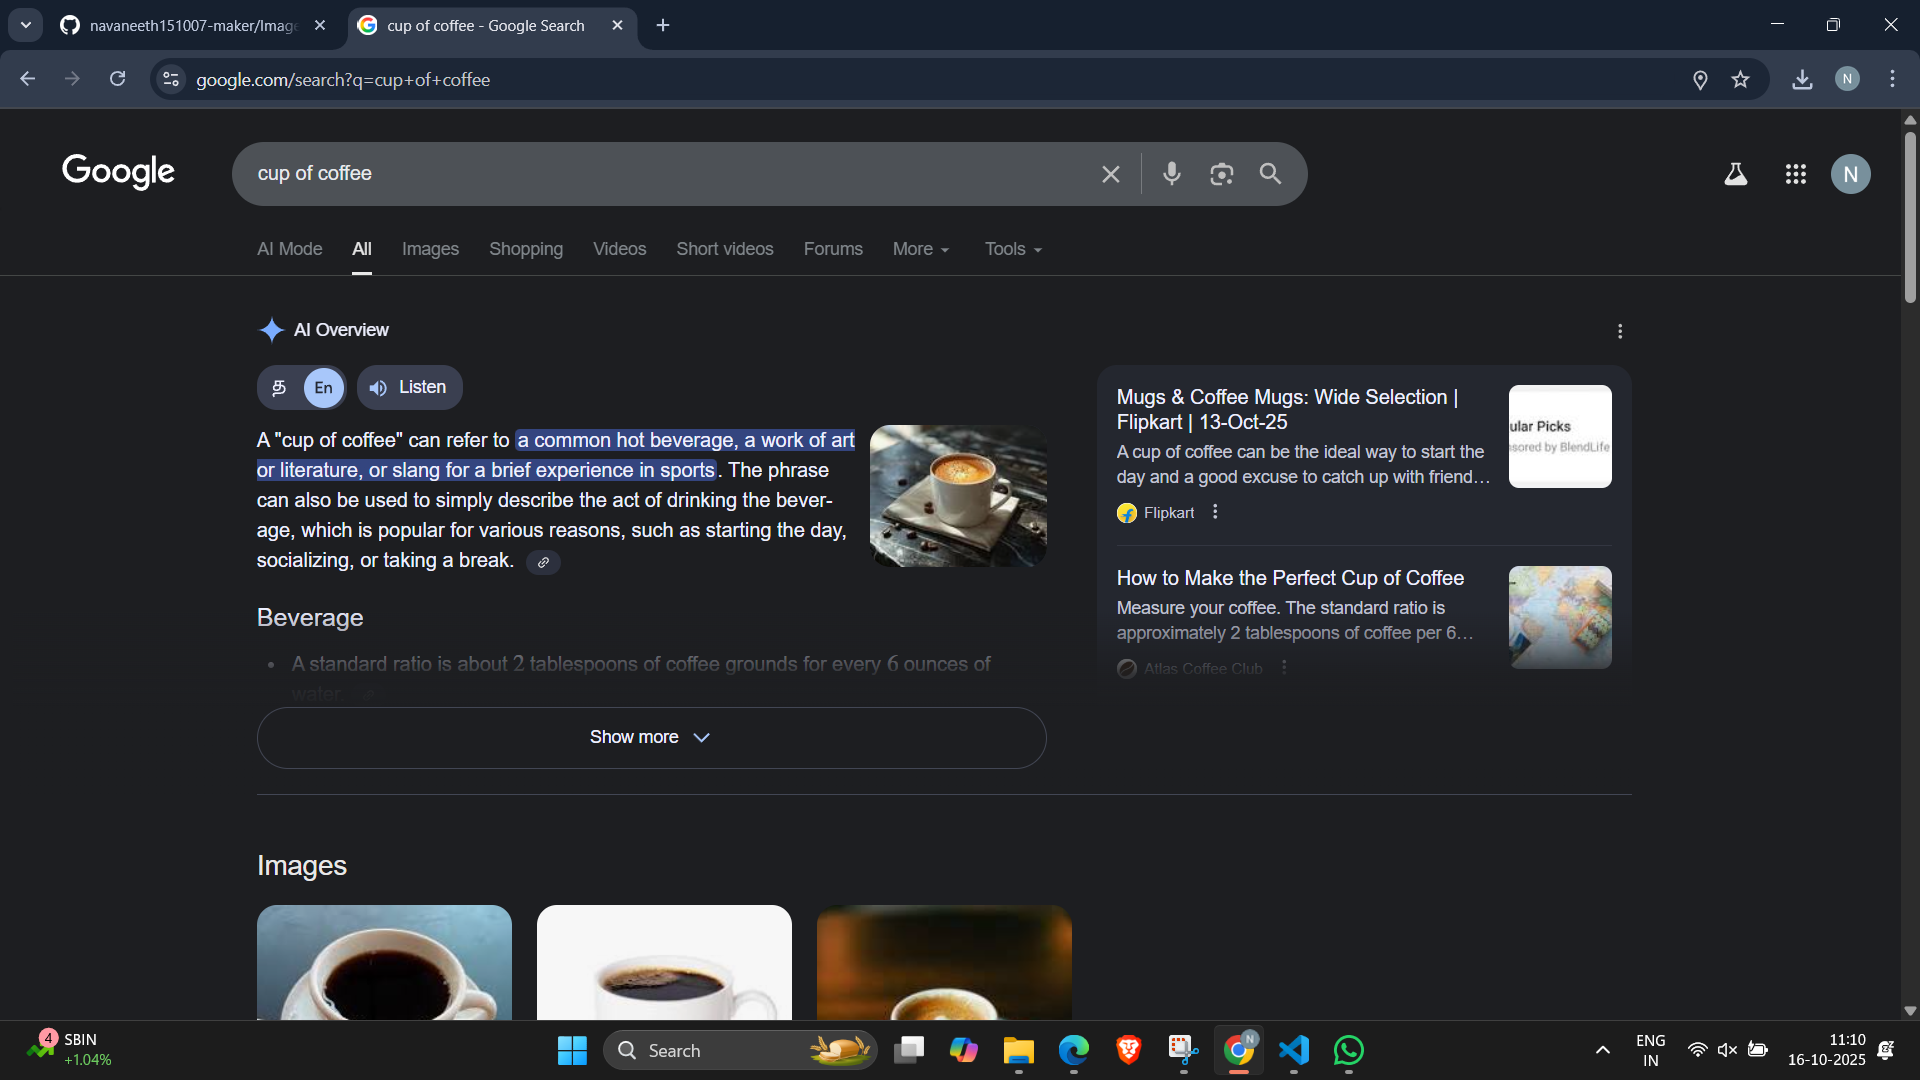 navaneeth151007-maker/Image
cup of coffee - Google Search
google.com/search?q=cup+of+coffee
N
Google
cup of coffee
N
AI Mode
All
Images
Shopping
Videos
Short videos
Forums
More
Tools
AI Overview
த
En
Listen
A "cup of coffee" can refer to a common hot beverage, a work of art
or literature, or slang for a brief experience in sports. The phrase
can also be used to simply describe the act of drinking the bever-
age, which is popular for various reasons, such as starting the day,
socializing, or taking a break.
Beverage
• A standard ratio is about 2 tablespoons of coffee grounds for every 6 ounces of
water.
Show more
Mugs & Coffee Mugs: Wide Selection |
Flipkart | 13-Oct-25
A cup of coffee can be the ideal way to start the
day and a good excuse to catch up with friend...
Flipkart
ular Picks
sored by BlendLife
How to Make the Perfect Cup of Coffee
Measure your coffee. The standard ratio is
approximately 2 tablespoons of coffee per 6...
Atlas Coffee Club
Images
4
SBIN
+1.04%
Search
N
ENG
IN
11:10
16-10-2025